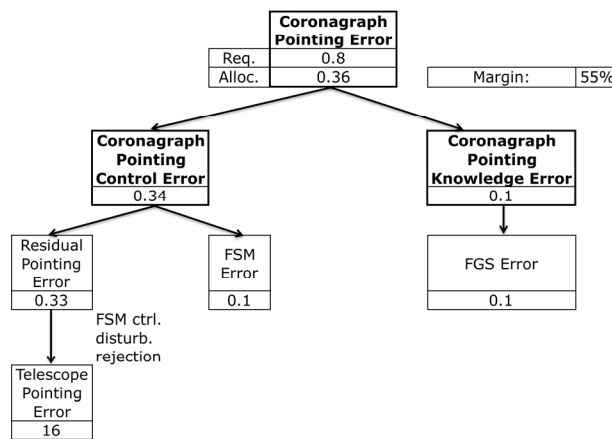 Coronagraph
Pointing Error
Req. 0.8
Alloc. 0.36 Margin: 55%
Coronagraph
Pointing
Control Error
0.34
Coronagraph
Pointing
Knowledge Error
0.1
Residual
Pointing
Error
0.33
FSM
Error
0.1
FGS Error
0.1
FSM ctrl.
disturb.
rejection
Telescope
Pointing
Error
16